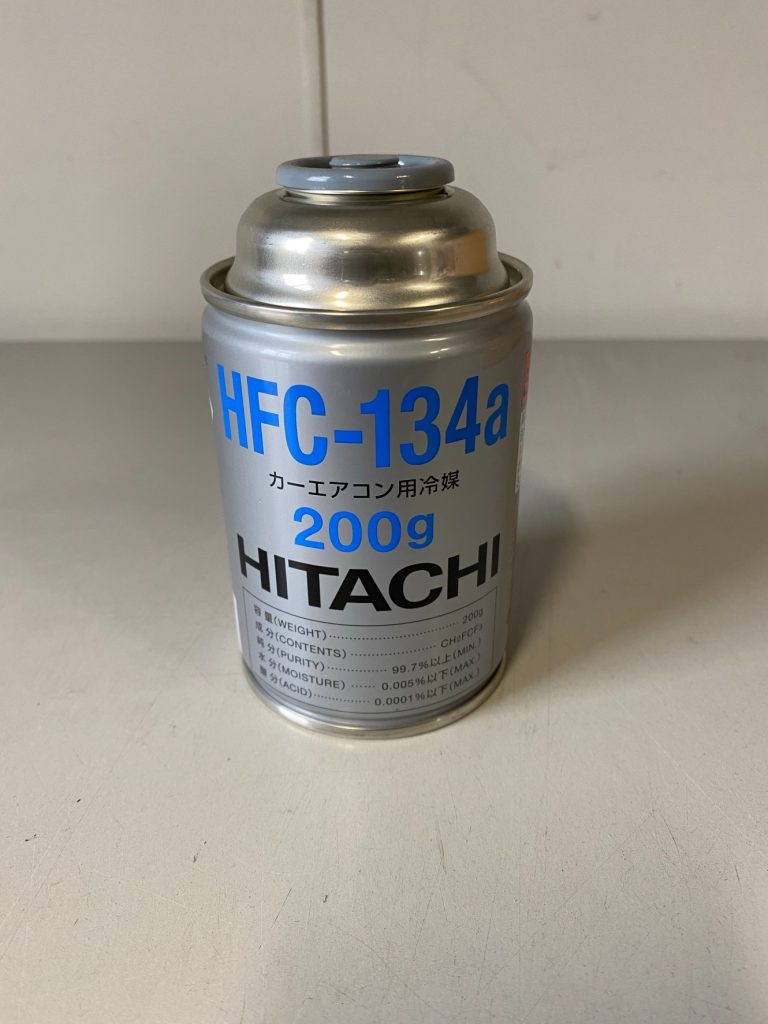 HFC-134a
カーエアコン用冷媒
200g
HITACHI
容量(WEIGHT)............................200g
成分(CONTENTS)..................CH₂FCF₃
純分(PURITY)..............99.7%以上(MIN.)
水分(MOISTURE)......0.005%以下(MAX.)
酸分(ACID)..............0.0001%以下(MAX.)